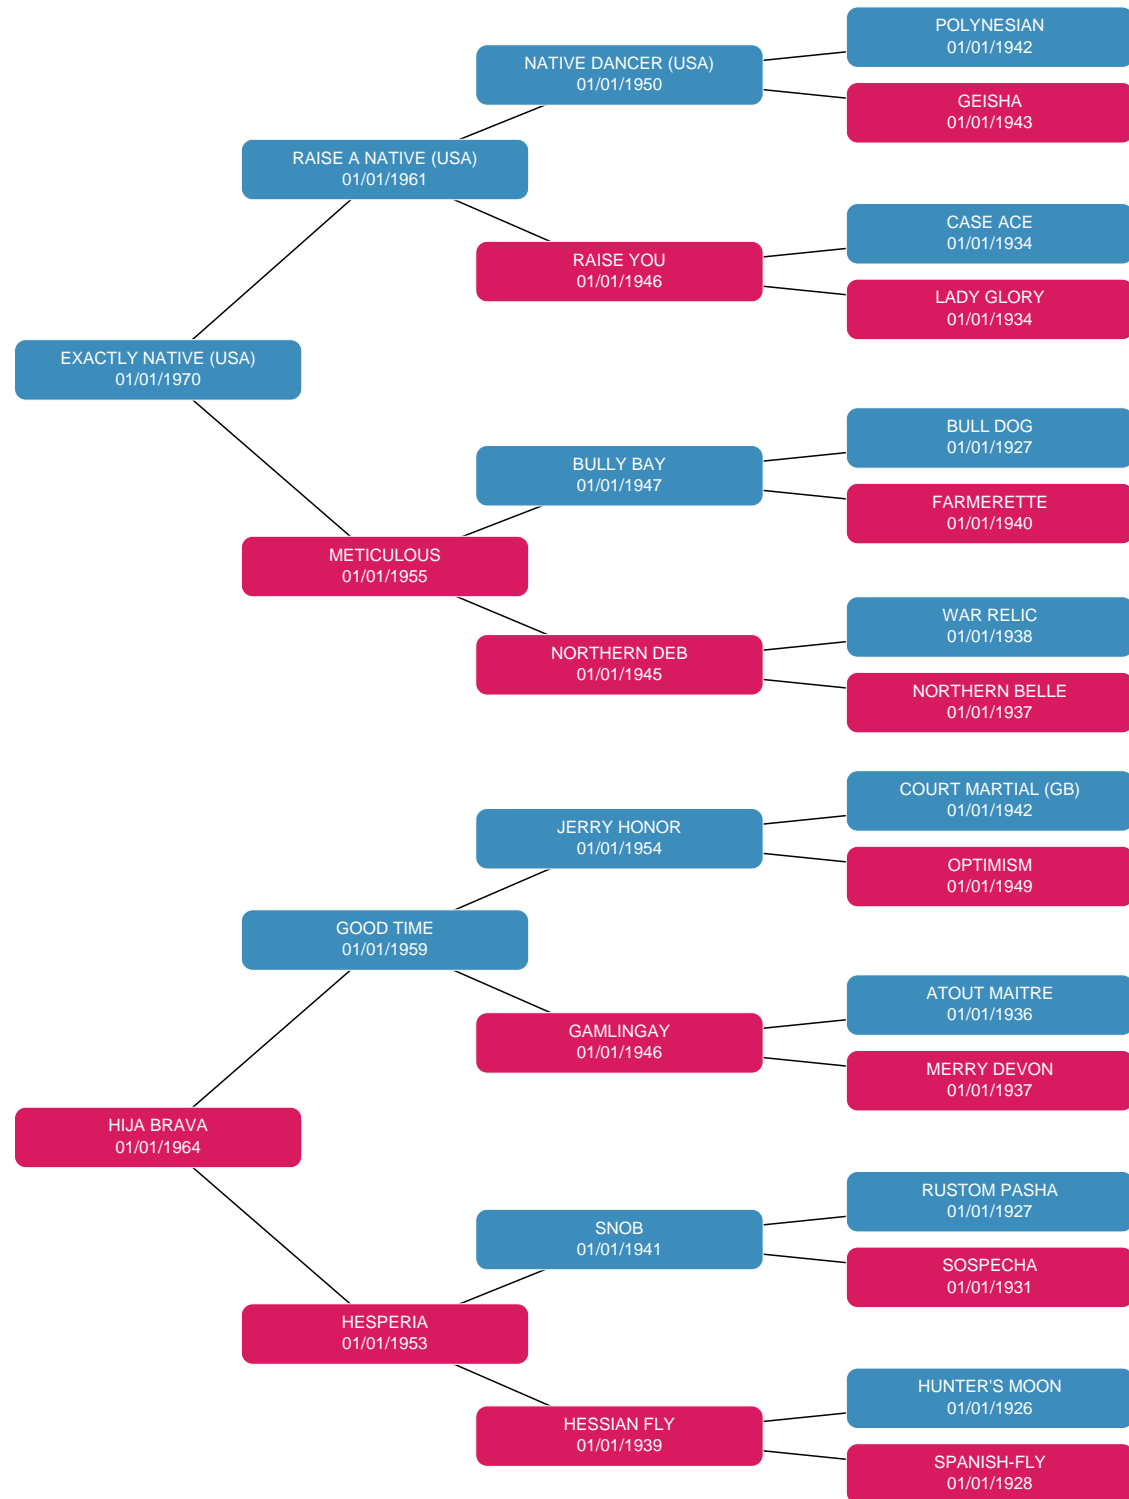 POLYNESIAN
01/01/1942
NATIVE DANCER (USA)
01/01/1950
GEISHA
01/01/1943
RAISE A NATIVE (USA)
01/01/1961
CASE ACE
01/01/1934
RAISE YOU
01/01/1946
LADY GLORY
01/01/1934
EXACTLY NATIVE (USA)
01/01/1970
BULL DOG
01/01/1927
BULLY BAY
01/01/1947
FARMERETTE
01/01/1940
METICULOUS
01/01/1955
WAR RELIC
01/01/1938
NORTHERN DEB
01/01/1945
NORTHERN BELLE
01/01/1937
COURT MARTIAL (GB)
01/01/1942
JERRY HONOR
01/01/1954
OPTIMISM
01/01/1949
GOOD TIME
01/01/1959
ATOUT MAITRE
01/01/1936
GAMLINGAY
01/01/1946
MERRY DEVON
01/01/1937
HIJA BRAVA
01/01/1964
RUSTOM PASHA
01/01/1927
SNOB
01/01/1941
SOSPECHA
01/01/1931
HESPERIA
01/01/1953
HUNTER'S MOON
01/01/1926
HESSIAN FLY
01/01/1939
SPANISH-FLY
01/01/1928